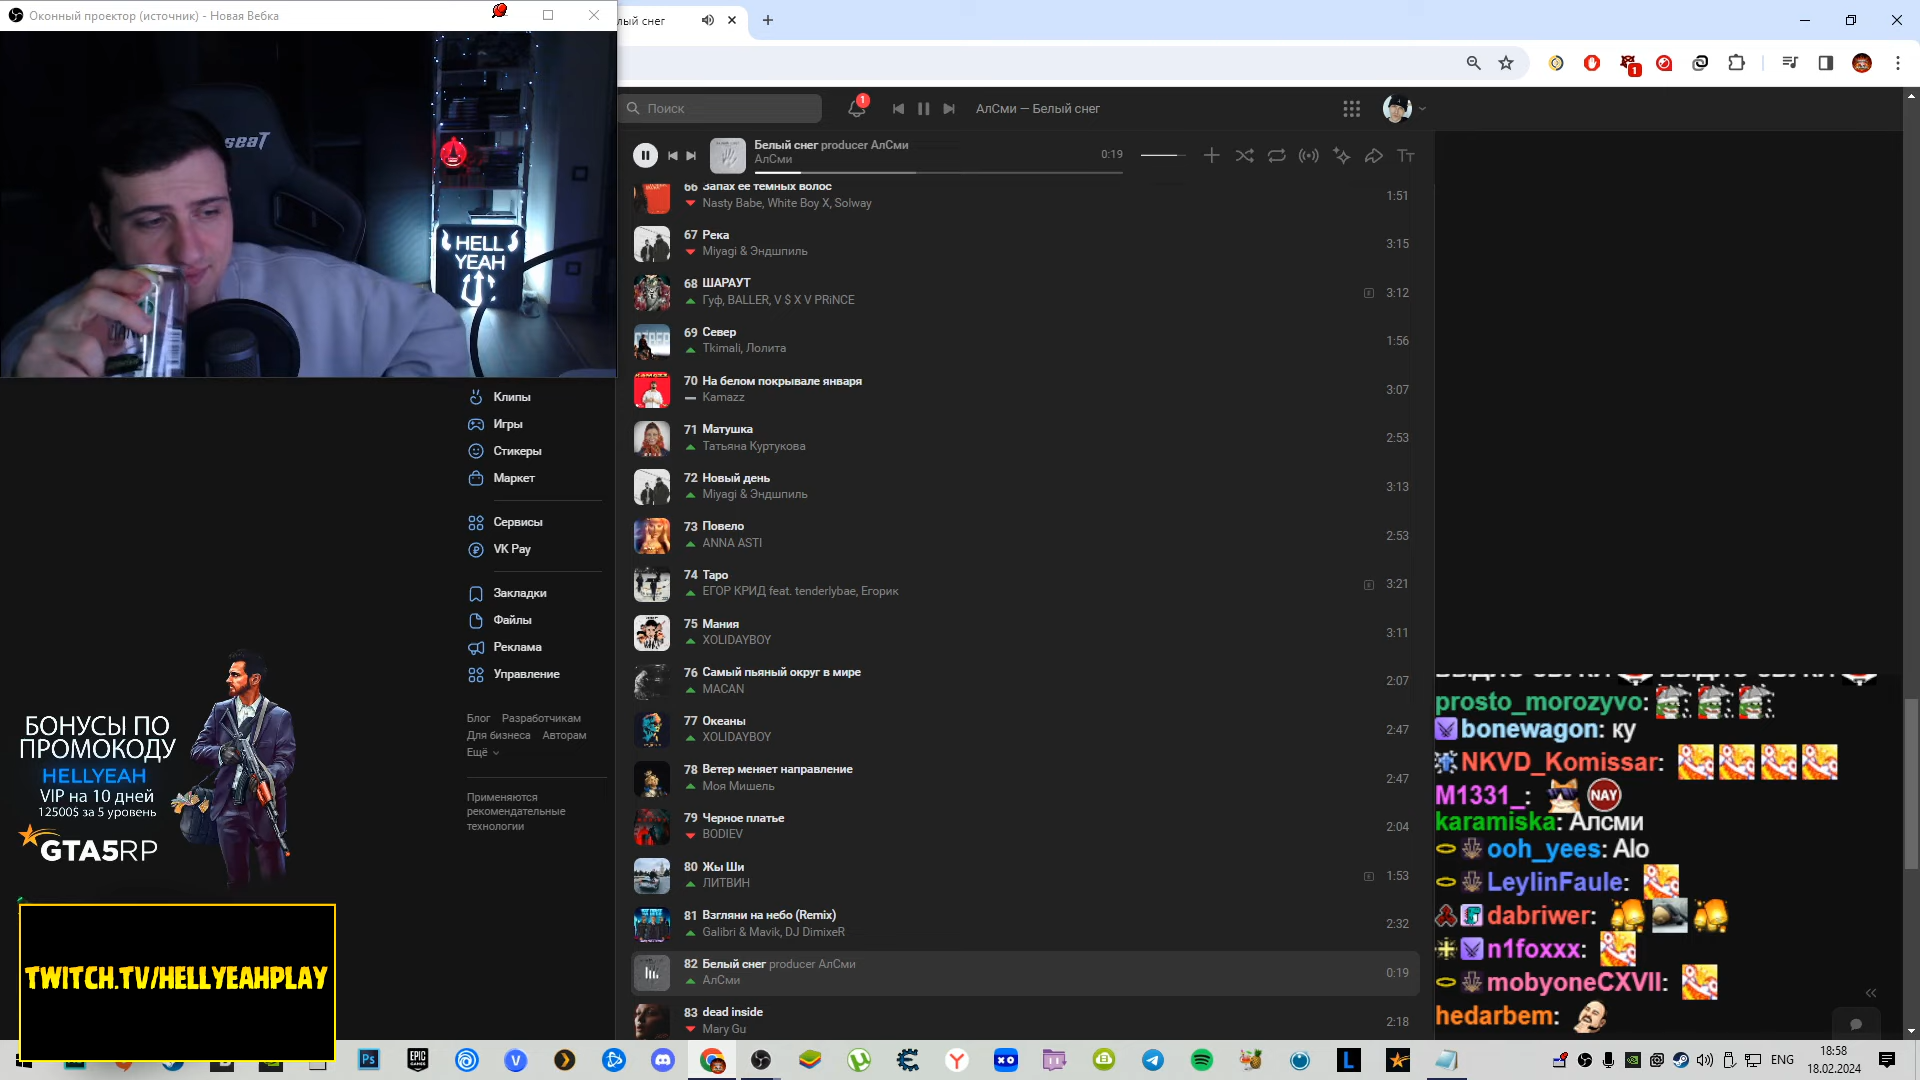 Оконный проектор (источник) - Новая Вебка
лый снег
1
Поиск
1
АлСми — Белый снег
Белый снег producer АлСми
АлСми
0:19
66 Запах ее темных волос
Nasty Babe, White Boy X, Solway
1:51
67 Река
Miyagi & Эндшпиль
3:15
68 ШАРАУТ
Гуф, BALLER, V $ X V PRiNCE
E 3:12
69 Север
Tkimali, Лолита
1:56
70 На белом покрывале января
Kamazz
3:07
71 Матушка
Татьяна Куртукова
2:53
72 Новый день
Miyagi & Эндшпиль
3:13
73 Повело
ANNA ASTI
2:53
74 Таро
ЕГОР КРИД feat. tenderlybae, Егорик
E 3:21
75 Мания
XOLIDAYBOY
3:11
76 Самый пьяный округ в мире
MACAN
2:07
77 Океаны
XOLIDAYBOY
2:47
78 Ветер меняет направление
Моя Мишель
2:47
79 Черное платье
BODIEV
2:04
80 Жы Ши
ЛИТВИН
E 1:53
81 Взгляни на небо (Remix)
Galibri & Mavik, DJ DimixeR
2:32
82 Белый снег producer АлСми
АлСми
0:19
83 dead inside
Mary Gu
2:18
seaT
HELL
YEAH
Клипы
Игры
Стикеры
Маркет
Сервисы
VK Pay
Закладки
Файлы
Реклама
Управление
Блог Разработчикам
Для бизнеса Авторам
Ещё
Применяются
рекомендательные
технологии
БОНУСЫ ПО
ПРОМОКОДУ
HELLYEAH
VIP на 10 дней
12500$ за 5 уровень
GTA5RP
TWITCH.TV/HELLYEAHPLAY
prosto_morozyvo:
bonewagon: ку
NKVD_Komissar:
M1331_: NAY
karamiska: Алсми
ooh_yees: Alo
LeylinFaule:
dabriwer:
n1foxxx:
mobyoneCXVII:
hedarbem:
Ps
EPIC
GAMES
ENG
18:58
18.02.2024